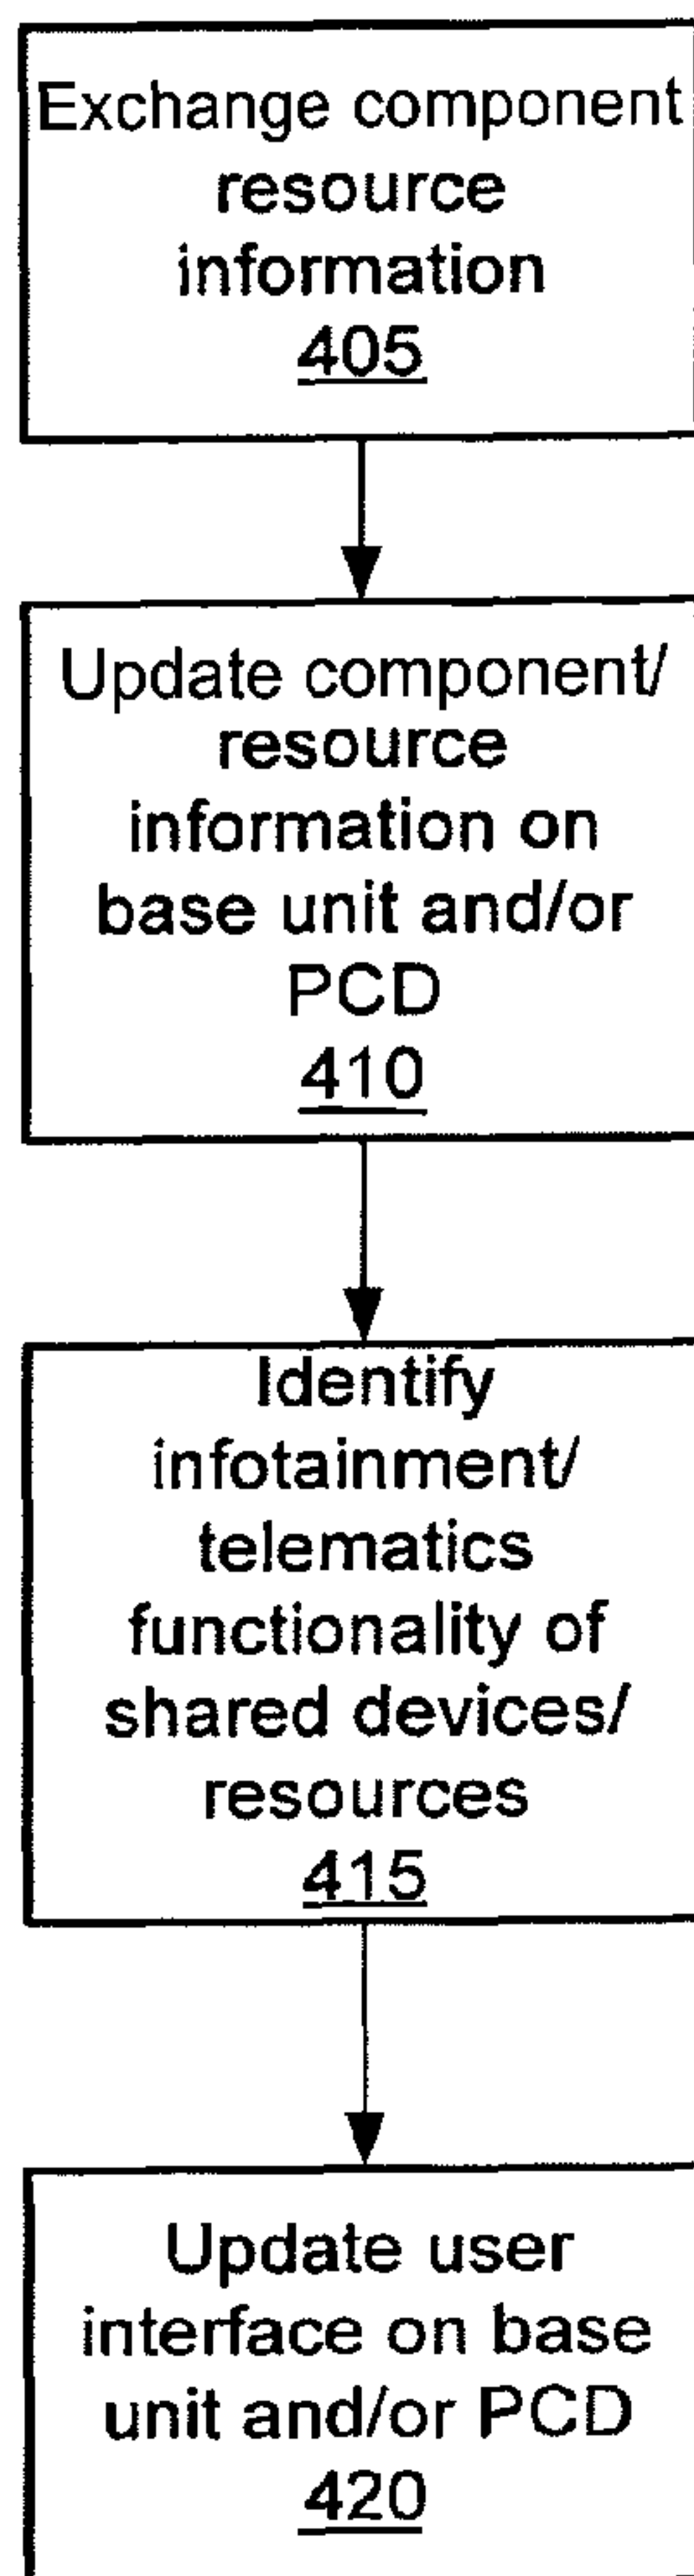 Exchange component
resource
information
405
Update component/
resource
information on
base unit and/or
PCD
410
Identify
infotainment/
telematics
functionality of
shared devices/
resources
415
Update user
interface on base
unit and/or PCD
420